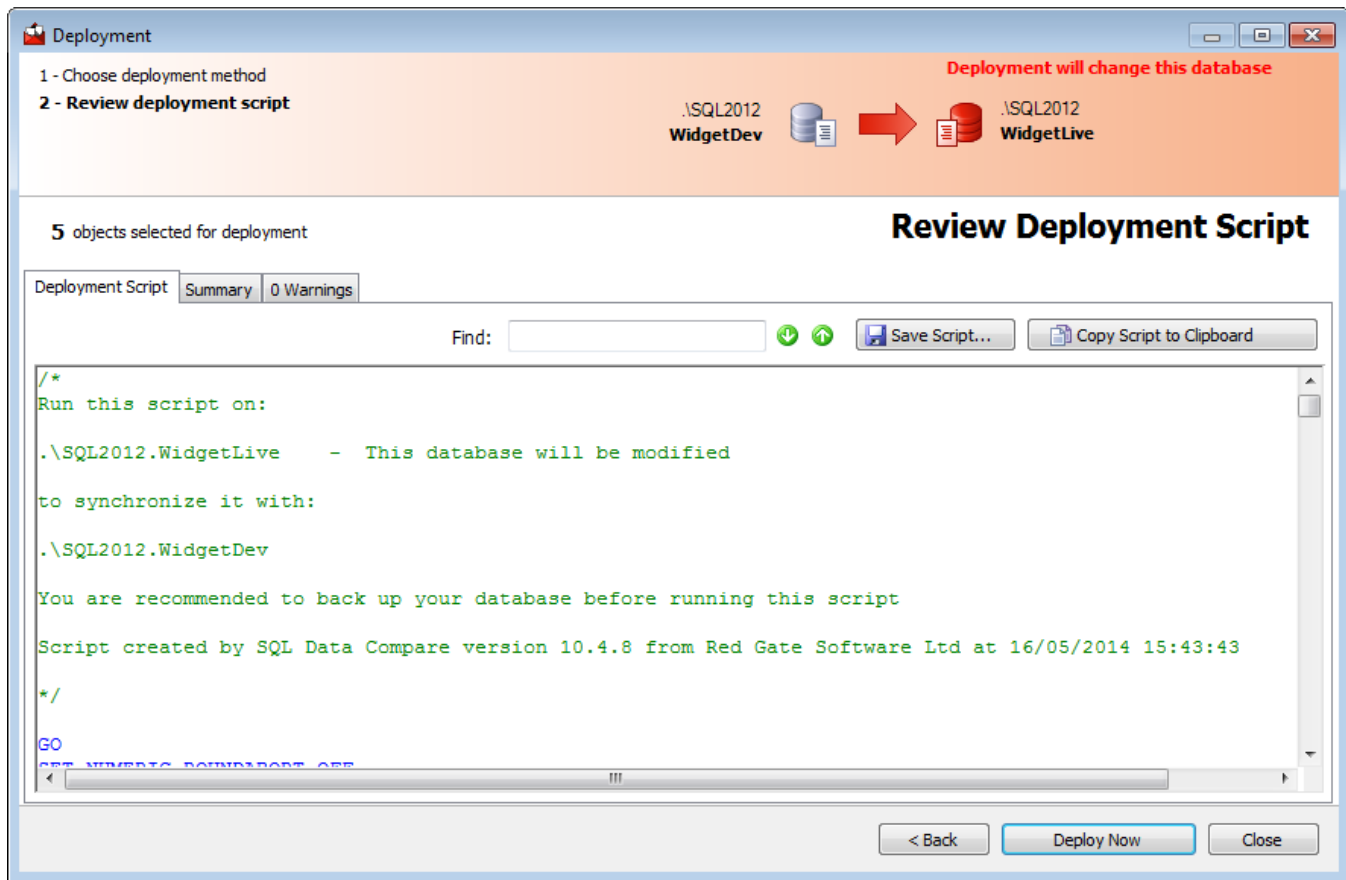 Deployment
1 - Choose deployment method
2 - Review deployment script
Deployment will change this database
.\SQL2012
WidgetDev
.\SQL2012
WidgetLive
5 objects selected for deployment
Review Deployment Script
Deployment Script
Summary
0 Warnings
Find:
Save Script...
Copy Script to Clipboard
/*
Run this script on:
.\SQL2012.WidgetLive    -  This database will be modified
to synchronize it with:
.\SQL2012.WidgetDev
You are recommended to back up your database before running this script
Script created by SQL Data Compare version 10.4.8 from Red Gate Software Ltd at 16/05/2014 15:43:43
*/
GO
SET NUMERIC_ROUNDABORT OFF
< Back
Deploy Now
Close